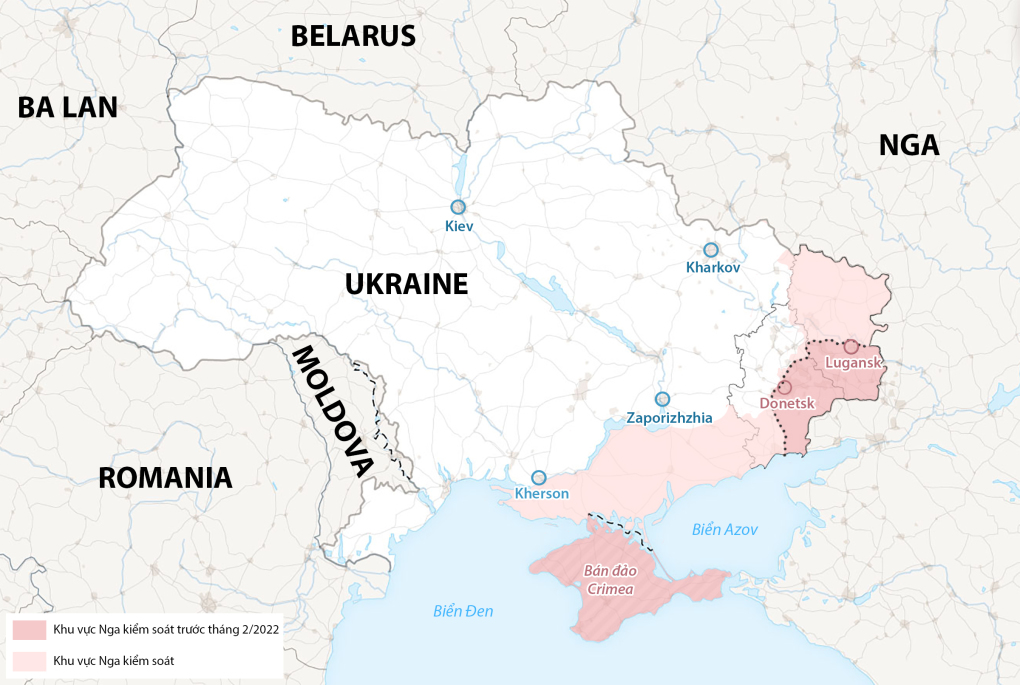 BELARUS
BA LAN
NGA
Kiev
Kharkov
UKRAINE
MOLDOVA
Lugansk
Donetsk
Zaporizhzhia
ROMANIA
Kherson
Biển Azov
Bán đảo
Crimea
Biển Đen
Khu vực Nga kiểm soát trước tháng 2/2022
Khu vực Nga kiểm soát